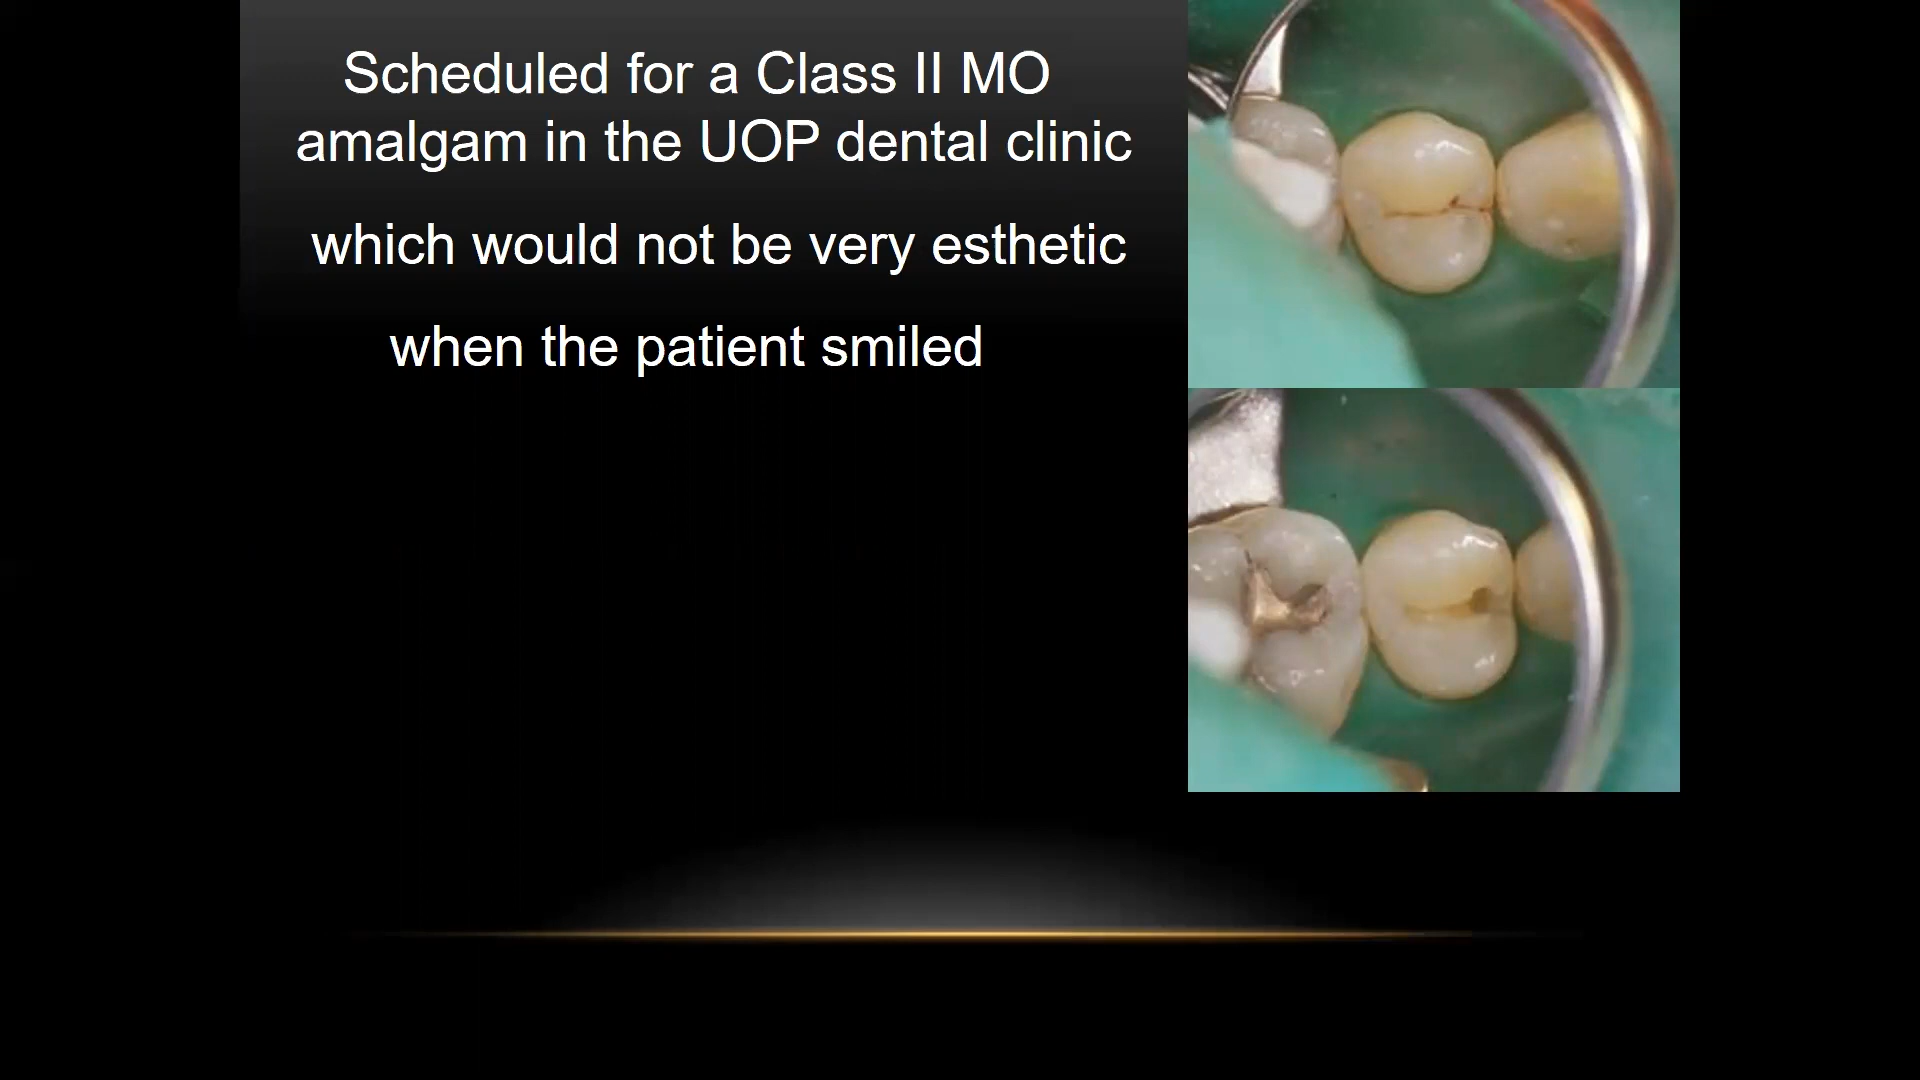 Scheduled for a Class II MO
amalgam in the UOP dental clinic
which would not be very esthetic
when the patient smiled